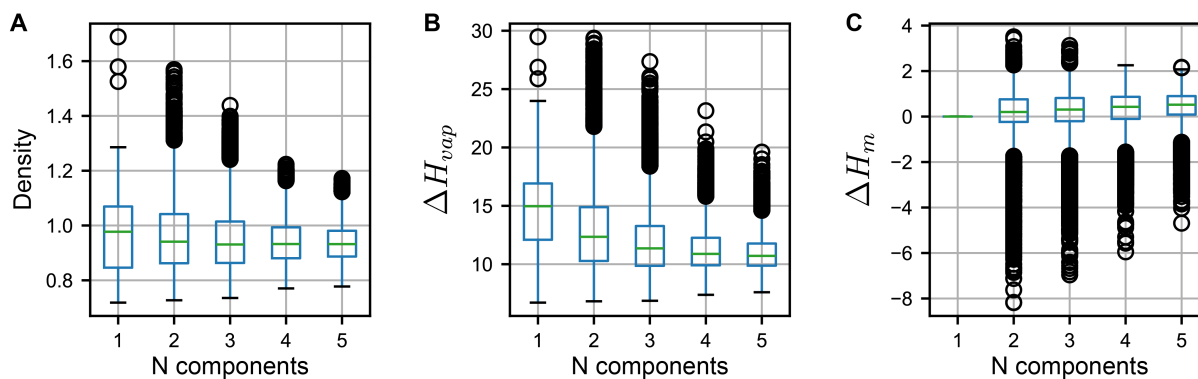 A
Density
1.6
1.4
1.2
1.0
0.8
1 2 3 4 5
N components
B
ΔH_{vap}
30
25
20
15
10
1 2 3 4 5
N components
C
ΔH_m
4
2
0
−2
−4
−6
−8
1 2 3 4 5
N components